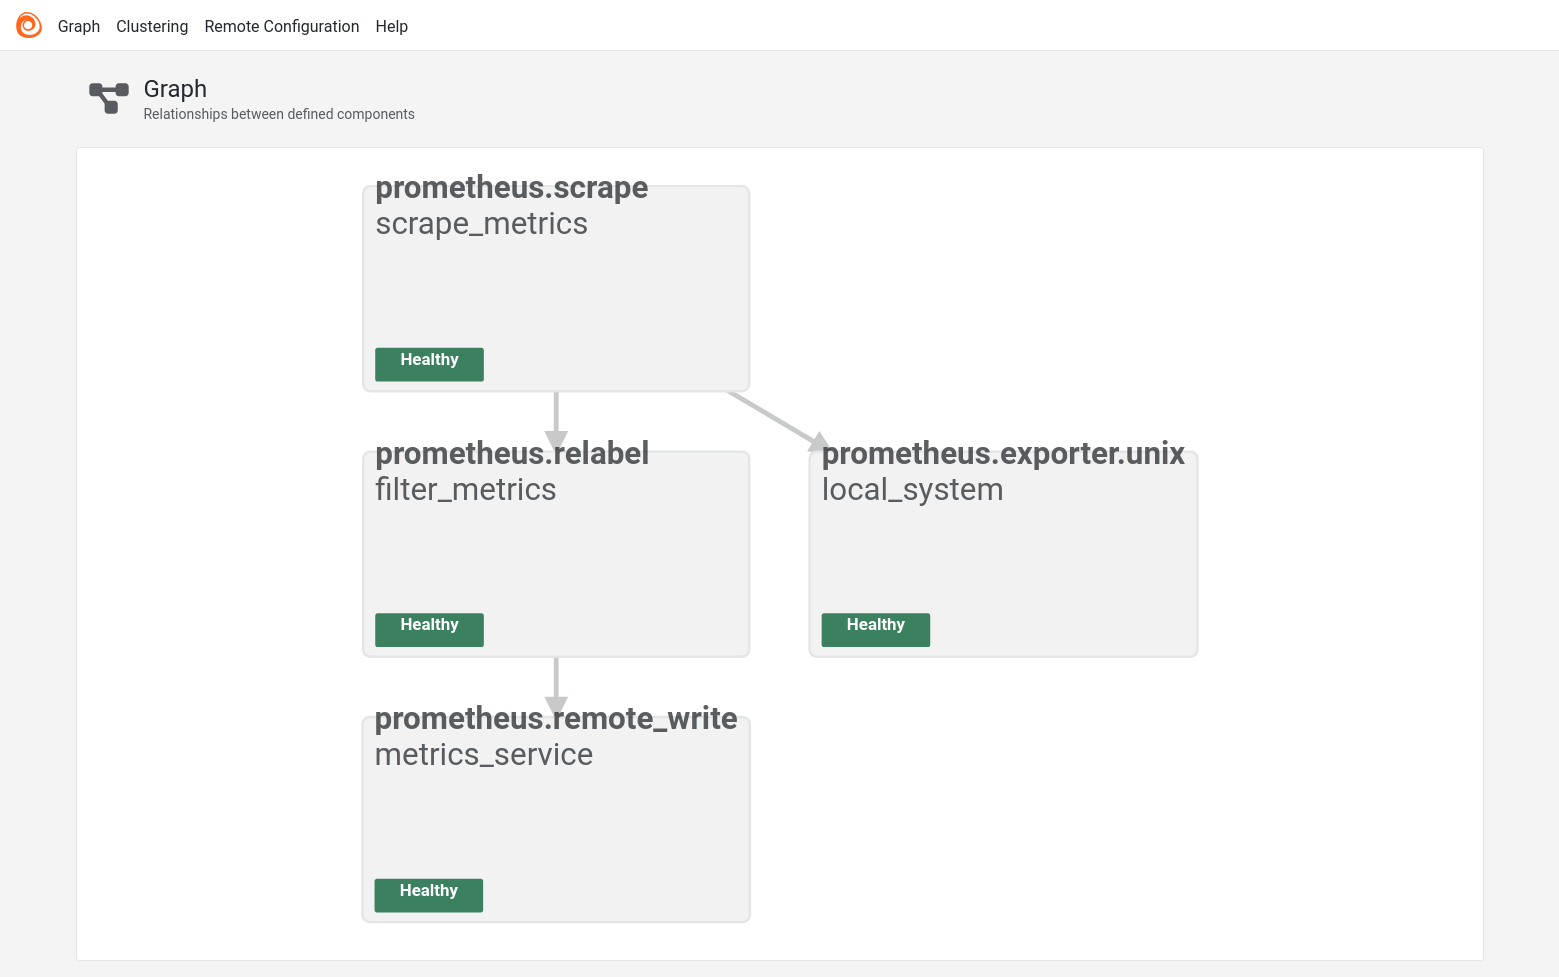 Graph Clustering Remote Configuration Help
Graph
Relationships between defined components
prometheus.scrape
scrape_metrics
Healthy
prometheus.relabel
filter_metrics
Healthy
prometheus.exporter.unix
local_system
Healthy
prometheus.remote_write
metrics_service
Healthy